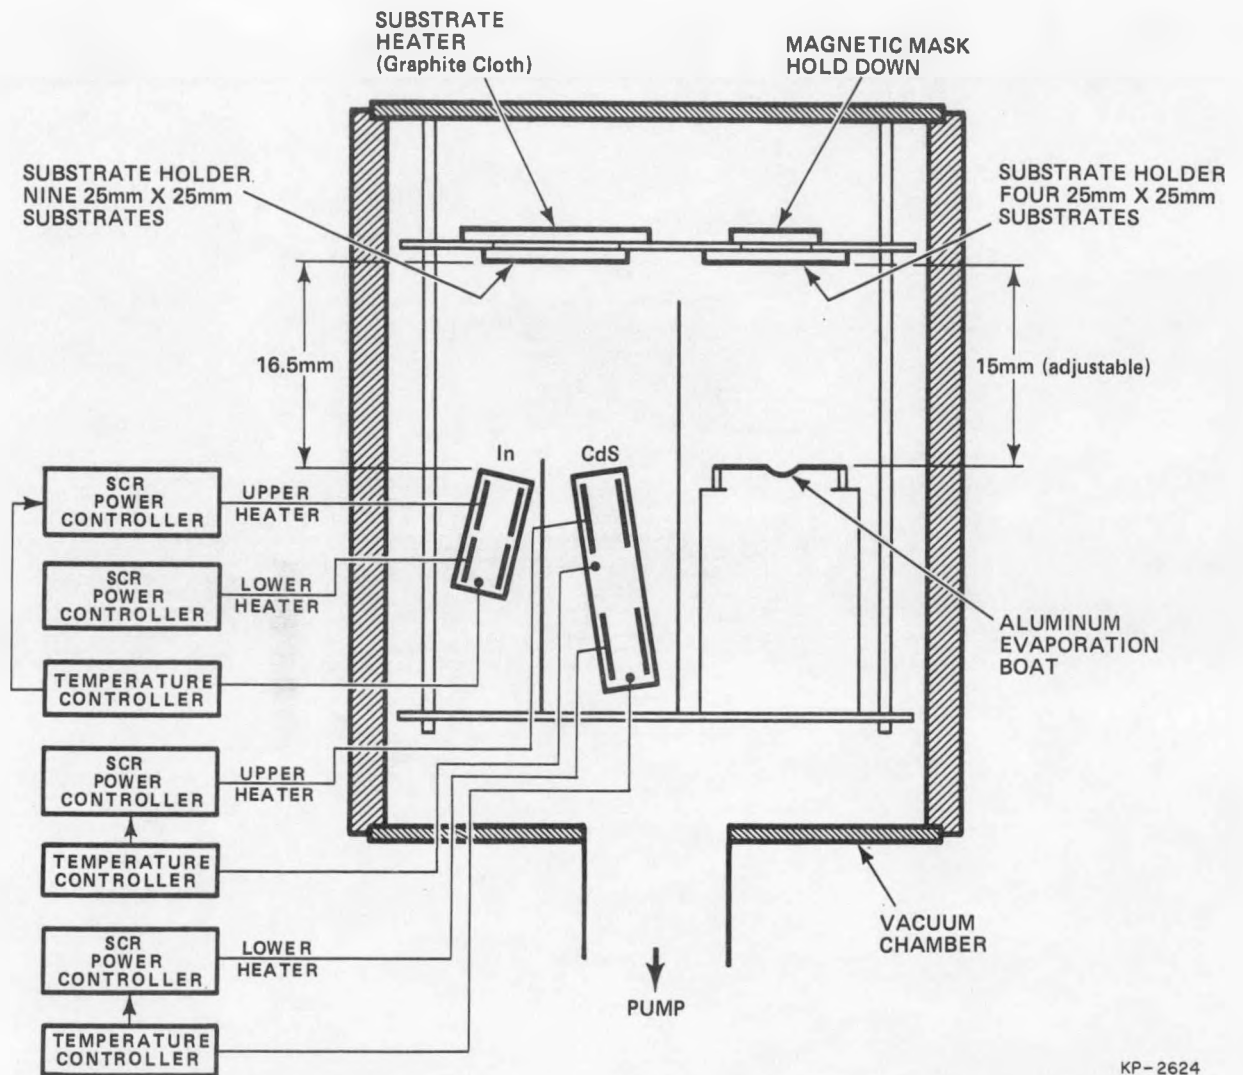 SUBSTRATE
HEATER
(Graphite Cloth)
MAGNETIC MASK
HOLD DOWN
SUBSTRATE HOLDER
NINE 25mm X 25mm
SUBSTRATES
SUBSTRATE HOLDER
FOUR 25mm X 25mm
SUBSTRATES
16.5mm
15mm (adjustable)
In
CdS
SCR
POWER
CONTROLLER
UPPER
HEATER
SCR
POWER
CONTROLLER
LOWER
HEATER
TEMPERATURE
CONTROLLER
ALUMINUM
EVAPORATION
BOAT
SCR
POWER
CONTROLLER
UPPER
HEATER
TEMPERATURE
CONTROLLER
SCR
POWER
CONTROLLER
LOWER
HEATER
VACUUM
CHAMBER
PUMP
TEMPERATURE
CONTROLLER
KP-2624